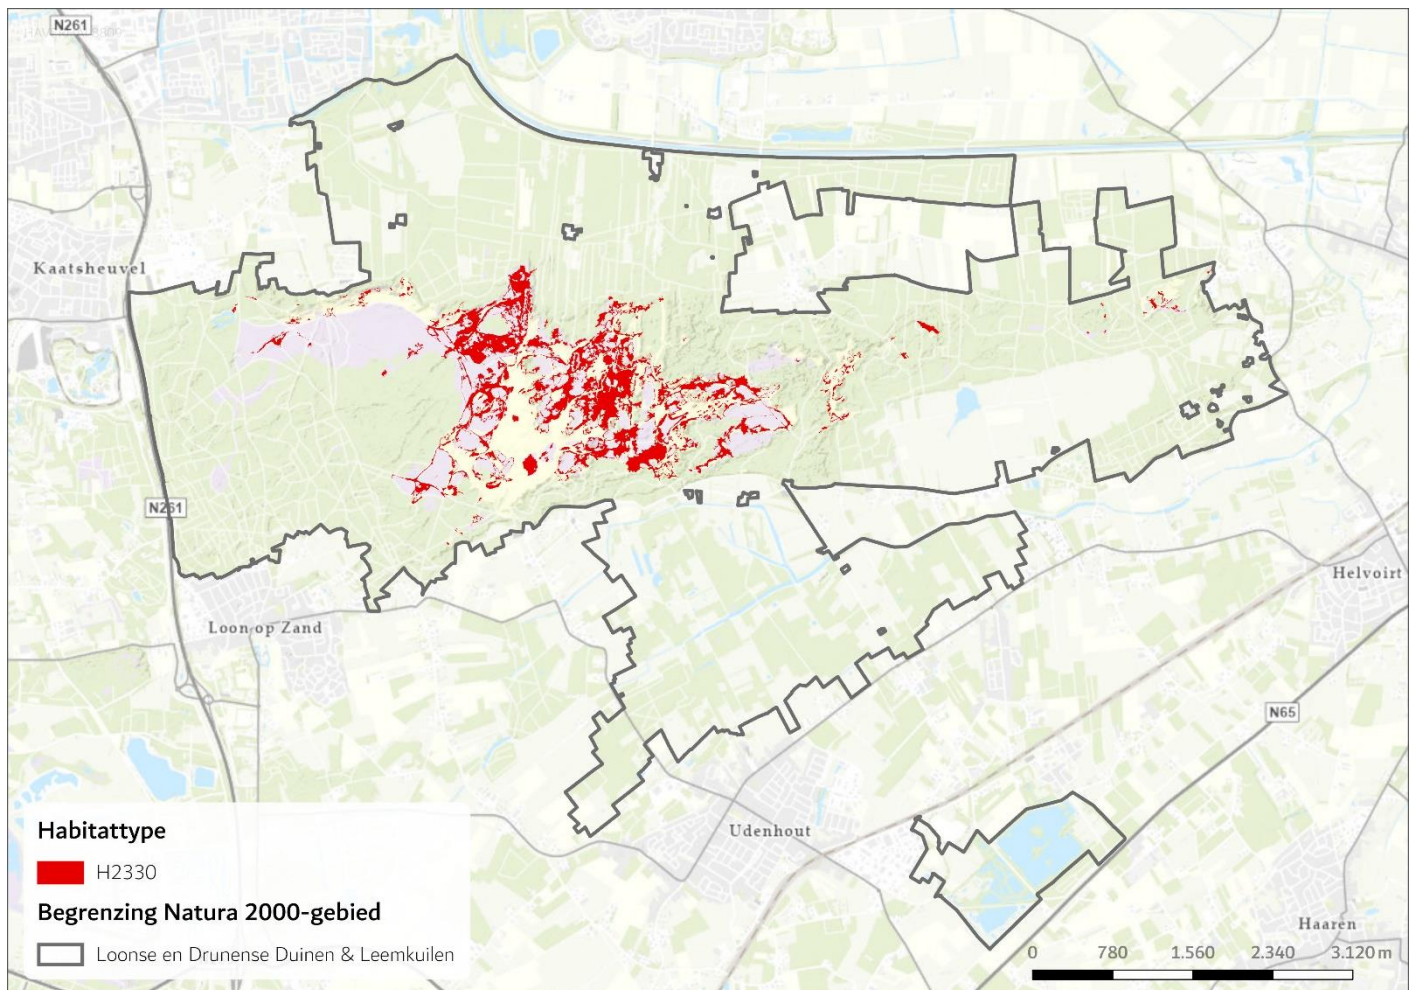 N261
Kaatsheuvel
N261
Loon op Zand
Helvoirt
N65
Udenhout
Haaren
Habitattype
H2330
Begrenzing Natura 2000-gebied
Loonse en Drunense Duinen & Leemkuilen
0 780 1.560 2.340 3.120 m